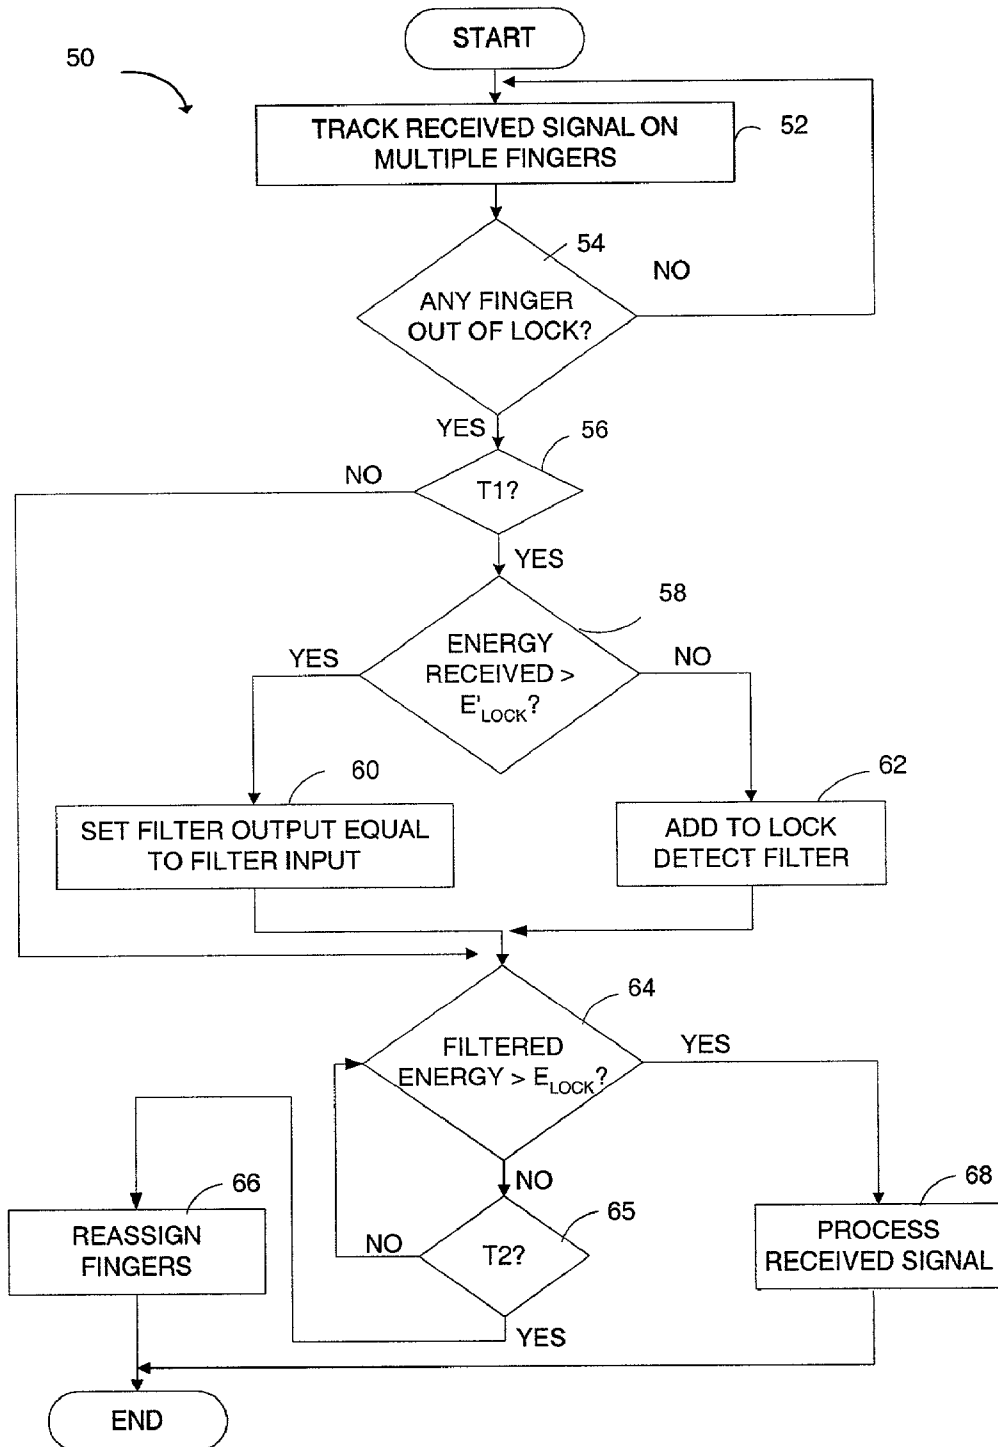 START
50
TRACK RECEIVED SIGNAL ON
MULTIPLE FINGERS
52
54
NO
ANY FINGER
OUT OF LOCK?
YES
56
NO
T1?
YES
58
ENERGY
RECEIVED >
E'LOCK?
YES
NO
60
62
SET FILTER OUTPUT EQUAL
TO FILTER INPUT
ADD TO LOCK
DETECT FILTER
64
FILTERED
ENERGY > ELOCK?
YES
NO
66
65
68
REASSIGN
FINGERS
NO
T2?
PROCESS
RECEIVED SIGNAL
YES
END